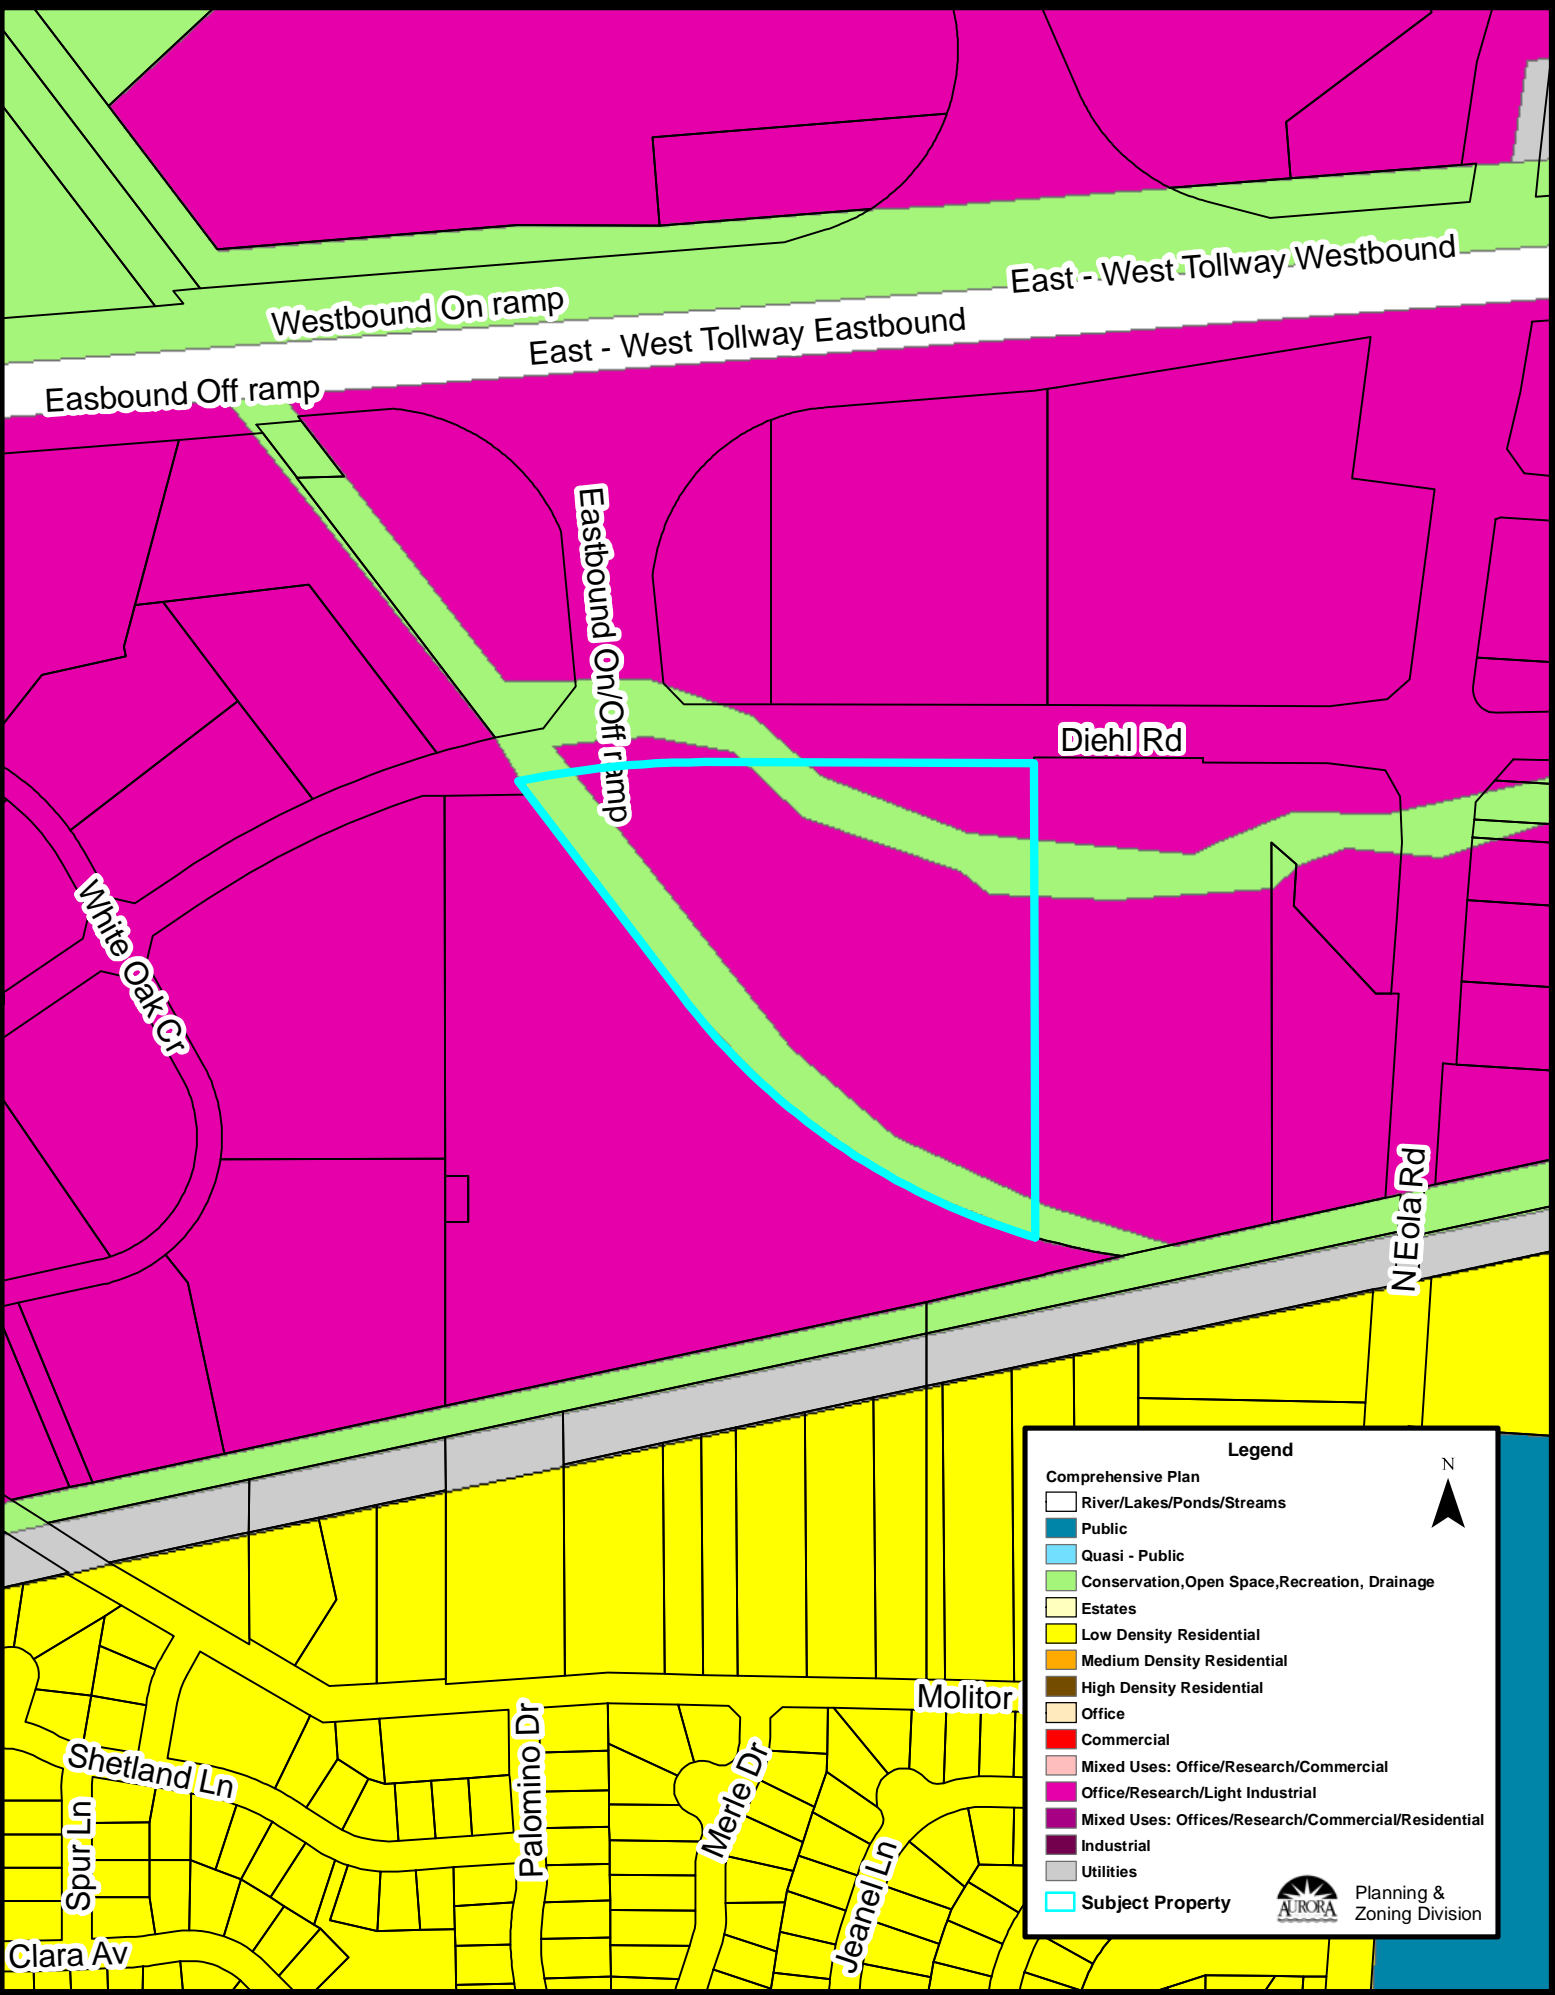 East - West Tollway Westbound
Westbound On ramp
East - West Tollway Eastbound
Easbound Off ramp
Eastbound On/Off ramp
Diehl Rd
White Oak Cr
N Eola Rd
Molitor
Palomino Dr
Merle Dr
Shetland Ln
Spur Ln
Jeanel Ln
Clara Av
Legend
N
Comprehensive Plan
River/Lakes/Ponds/Streams
Public
Quasi - Public
Conservation,Open Space,Recreation, Drainage
Estates
Low Density Residential
Medium Density Residential
High Density Residential
Office
Commercial
Mixed Uses: Office/Research/Commercial
Office/Research/Light Industrial
Mixed Uses: Offices/Research/Commercial/Residential
Industrial
Utilities
Subject Property
AURORA
Planning &
Zoning Division